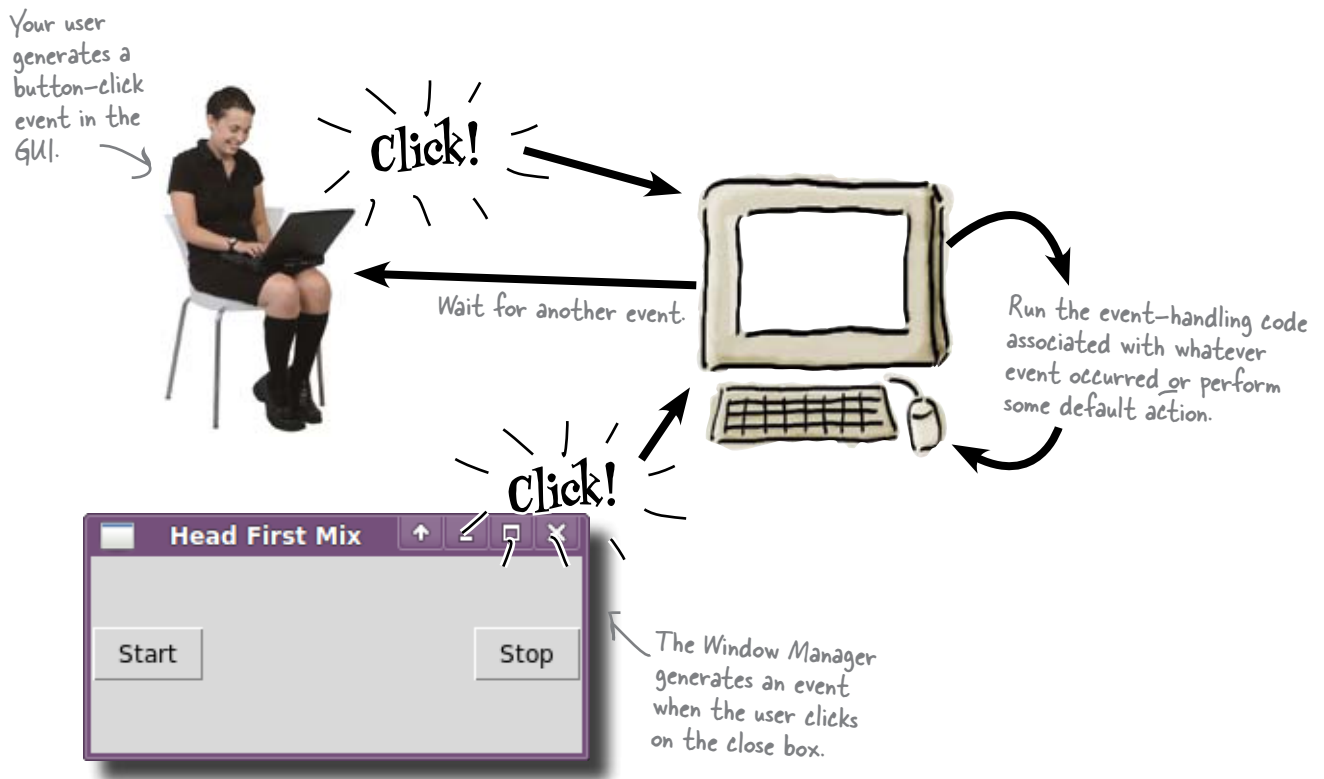 Your user
generates a
button-click
event in the
GUI.
Click!
Wait for another event.
Run the event-handling code
associated with whatever
event occurred or perform
some default action.
Click!
Head First Mix
Start
Stop
The Window Manager
generates an event
when the user clicks
on the close box.